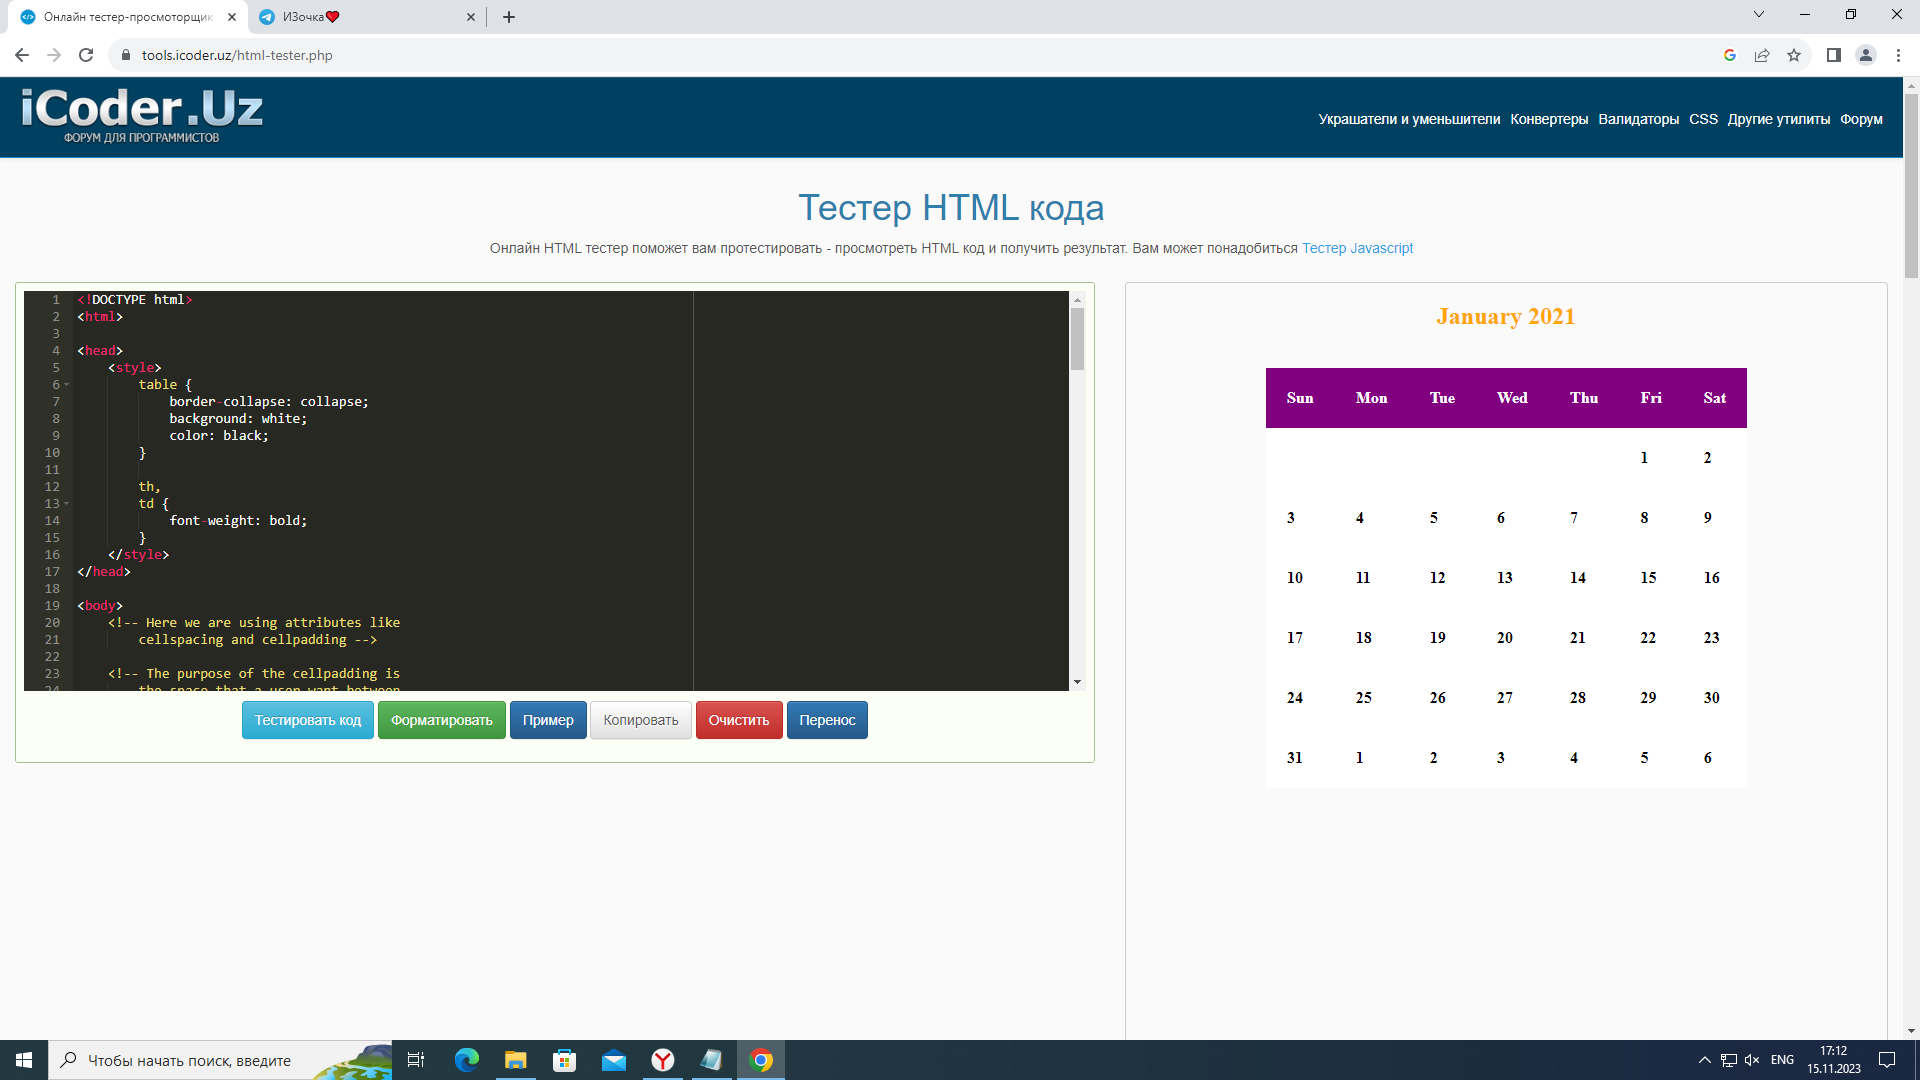 Онлайн тестер-просмоторщик
ИЗочка❤️
tools.icoder.uz/html-tester.php
iCoder.Uz
ФОРУМ ДЛЯ ПРОГРАММИСТОВ
Украшатели и уменьшители Конвертеры Валидаторы CSS Другие утилиты Форум
Тестер HTML кода
Онлайн HTML тестер поможет вам протестировать - просмотреть HTML код и получить результат. Вам может понадобиться Тестер Javascript
1 <!DOCTYPE html>
2 <html>
3
4 <head>
5 <style>
6 table {
7 border-collapse: collapse;
8 background: white;
9 color: black;
10 }
11
12 th,
13 td {
14 font-weight: bold;
15 }
16 </style>
17 </head>
18
19 <body>
20 <!-- Here we are using attributes like
21 cellspacing and cellpadding -->
22
23 <!-- The purpose of the cellpadding is
24 the space that a user want between
Тестировать код Форматировать Пример Копировать Очистить Перенос
January 2021
Sun Mon Tue Wed Thu Fri Sat
1 2
3 4 5 6 7 8 9
10 11 12 13 14 15 16
17 18 19 20 21 22 23
24 25 26 27 28 29 30
31 1 2 3 4 5 6
Чтобы начать поиск, введите
ENG
17:12
15.11.2023